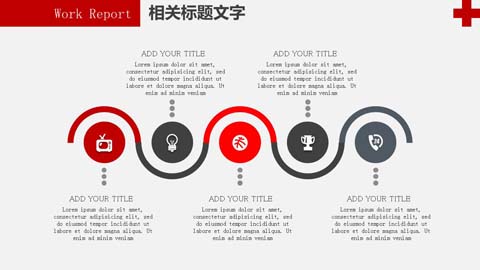 Work Report
相关标题文字
ADD YOUR TITLE
Lorem ipsum dolor sit amet,
consectetur adipisicing elit, sed
do eiusmod tempor incididunt ut
labore et dolore magna aliqua. Ut
enim ad minim veniam
ADD YOUR TITLE
Lorem ipsum dolor sit amet,
consectetur adipisicing elit, sed
do eiusmod tempor incididunt ut
labore et dolore magna aliqua. Ut
enim ad minim veniam
ADD YOUR TITLE
Lorem ipsum dolor sit amet,
consectetur adipisicing elit, sed
do eiusmod tempor incididunt ut
labore et dolore magna aliqua. Ut
enim ad minim veniam
ADD YOUR TITLE
Lorem ipsum dolor sit amet,
consectetur adipisicing elit, sed
do eiusmod tempor incididunt ut
labore et dolore magna aliqua. Ut
enim ad minim veniam
ADD YOUR TITLE
Lorem ipsum dolor sit amet,
consectetur adipisicing elit, sed
do eiusmod tempor incididunt ut
labore et dolore magna aliqua. Ut
enim ad minim veniam